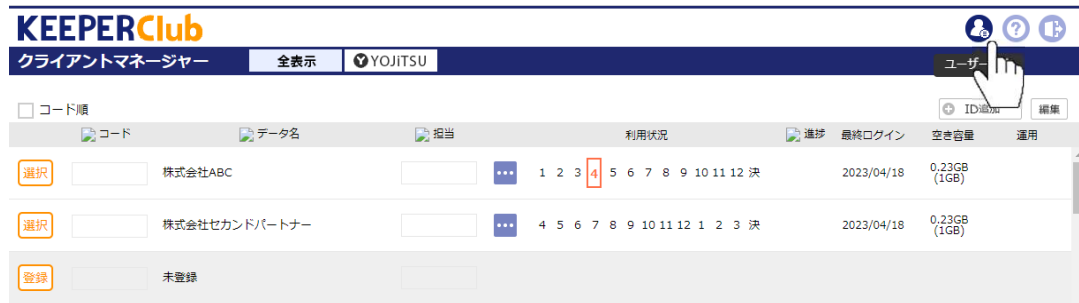 KEEPERClub
クライアントマネージャー 全表示 YOJiTSU ユーザー
コード順 ID追加 編集
コード データ名 担当 利用状況 進捗 最終ログイン 空き容量 運用
選択 株式会社ABC 1 2 3 4 5 6 7 8 9 10 11 12 決 2023/04/18 0.23GB
(1GB)
選択 株式会社セカンドパートナー 4 5 6 7 8 9 10 11 12 1 2 3 決 2023/04/18 0.23GB
(1GB)
登録 未登録